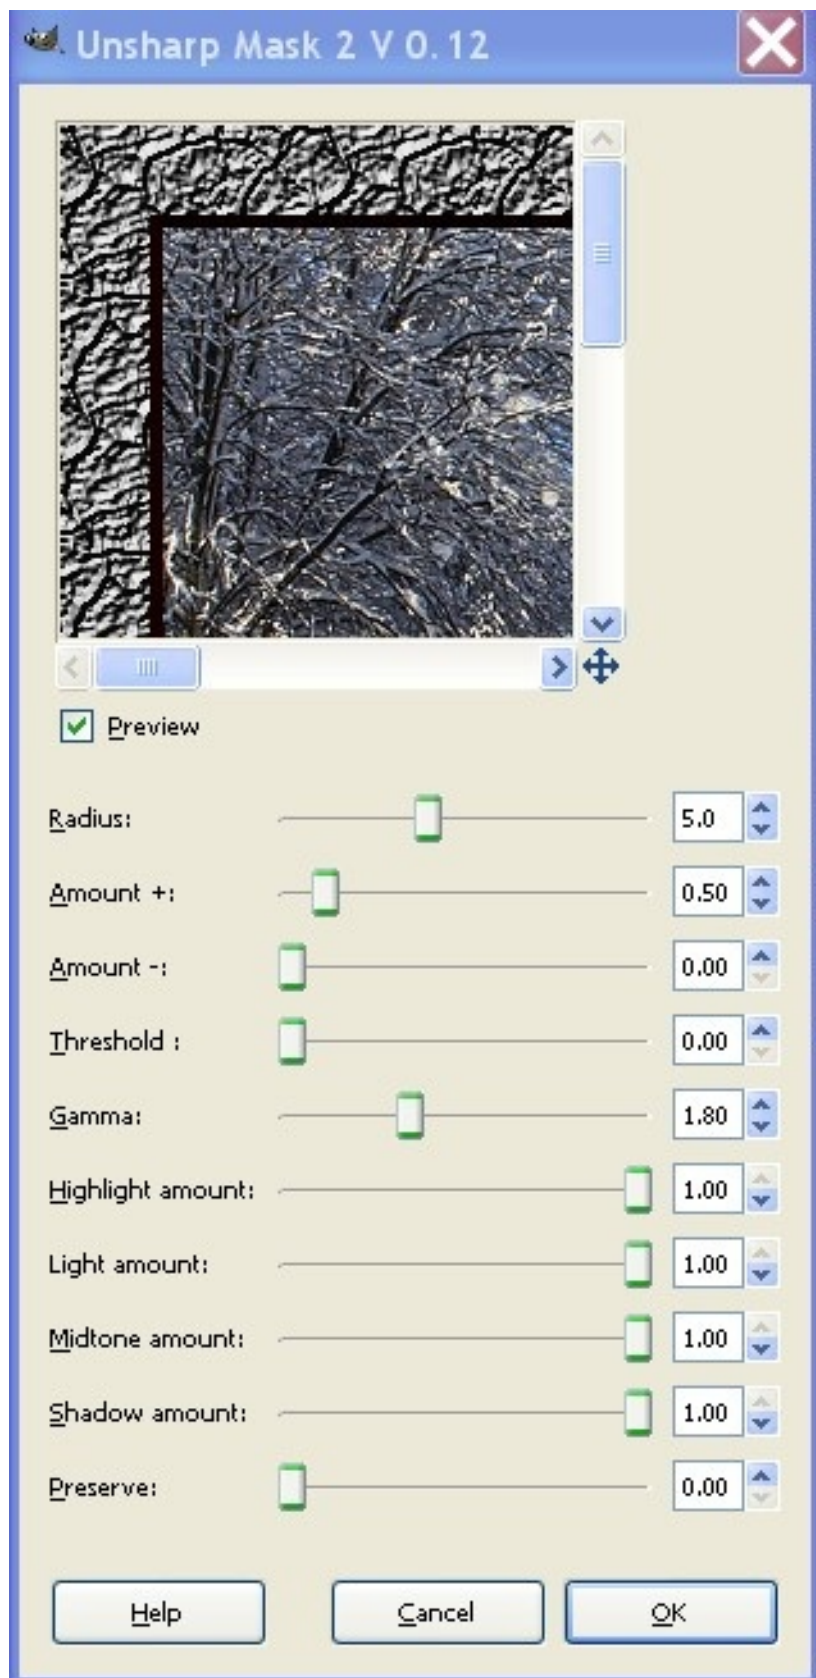 Unsharp Mask 2 V 0.12
Preview
Radius: 5.0
Amount +: 0.50
Amount -: 0.00
Threshold : 0.00
Gamma: 1.80
Highlight amount: 1.00
Light amount: 1.00
Midtone amount: 1.00
Shadow amount: 1.00
Preserve: 0.00
Help Cancel OK